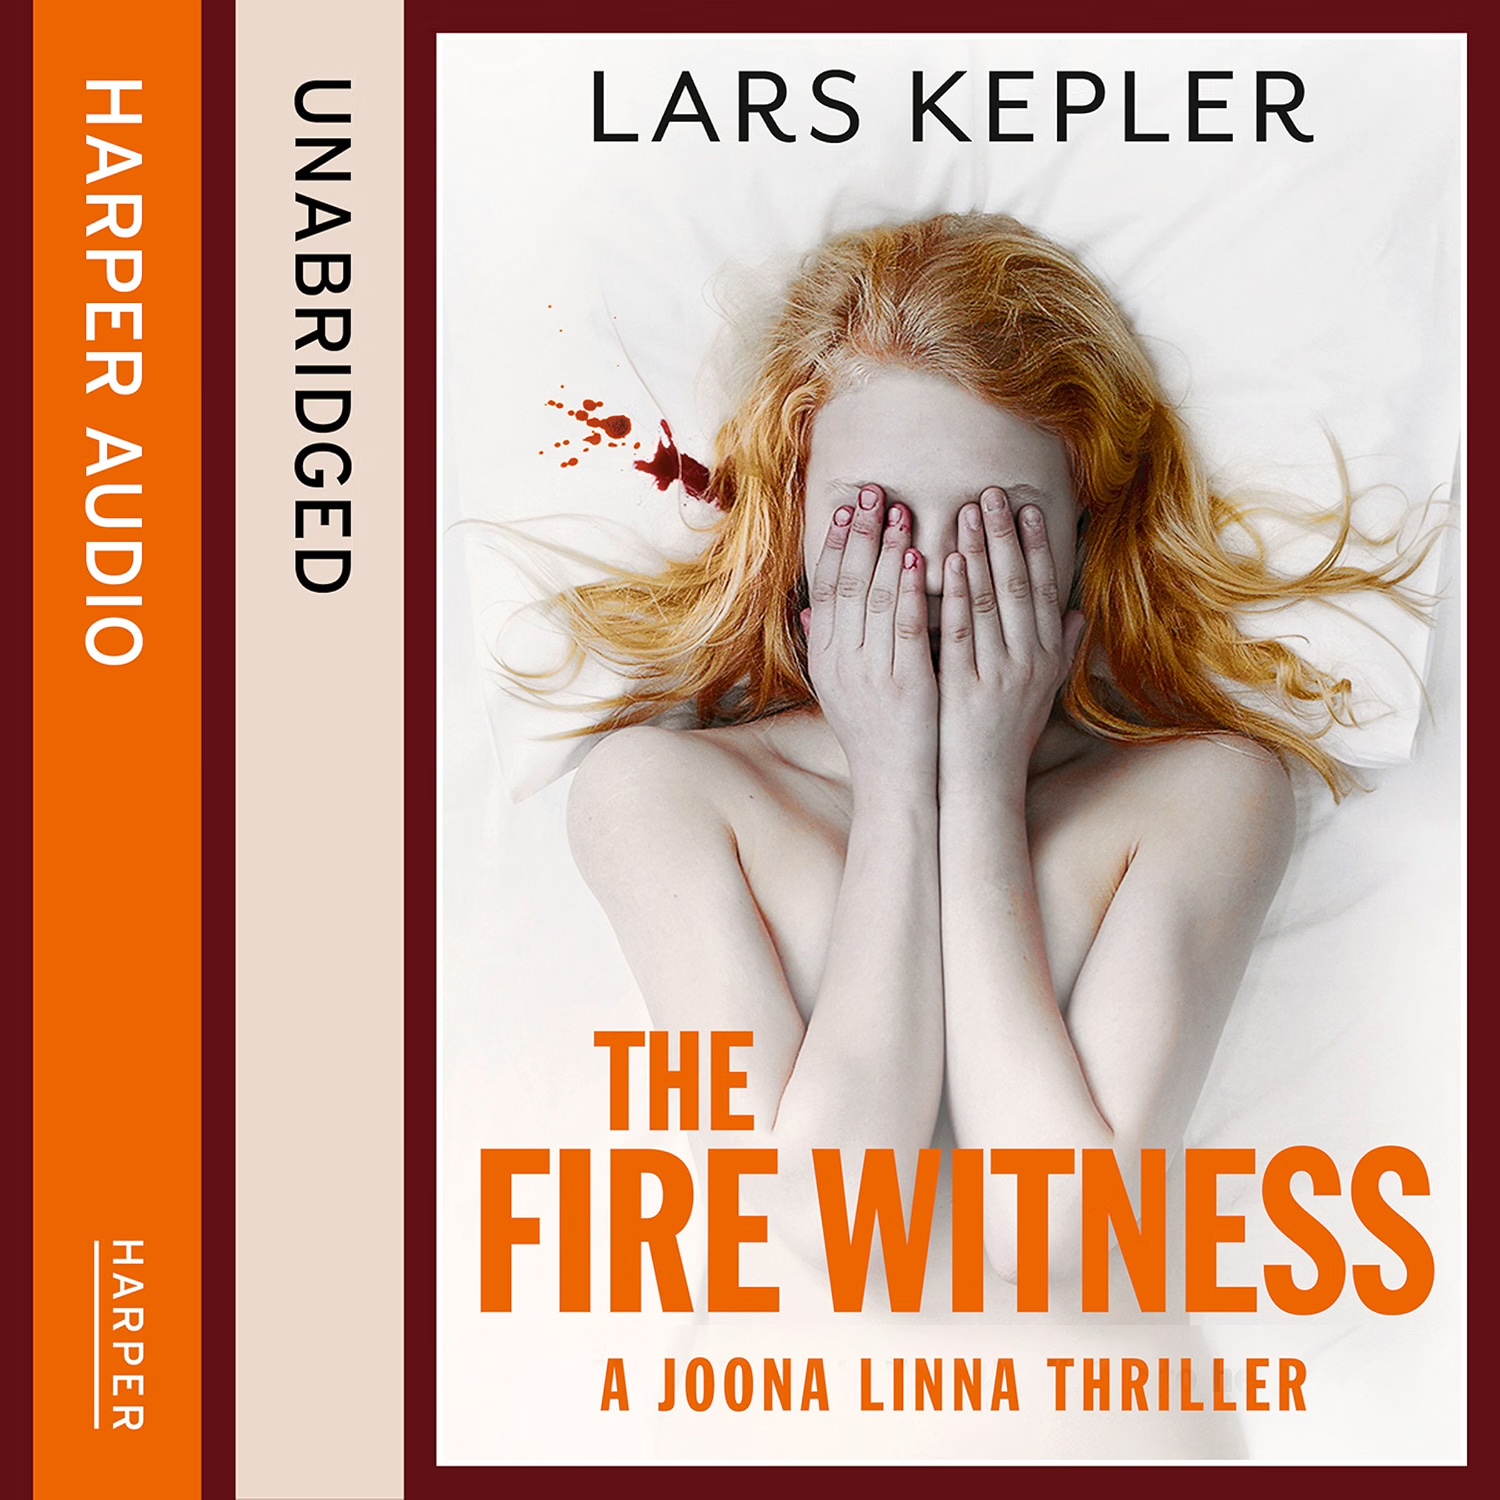 HARPER AUDIO
HARPER
UNABRIDGED
LARS KEPLER
THE
FIRE WITNESS
A JOONA LINNA THRILLER